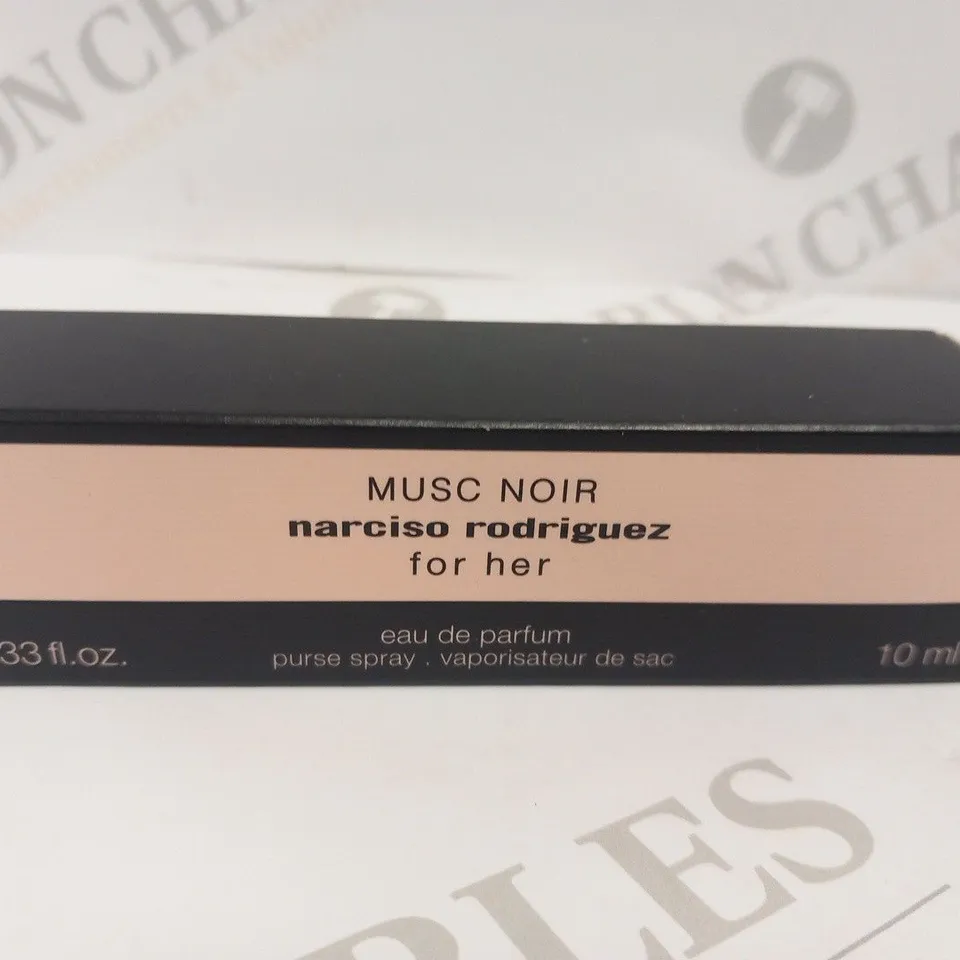 MUSC NOIR
narciso rodriguez
for her
eau de parfum
33 fl.oz.
purse spray . vaporisateur de sac
10 ml